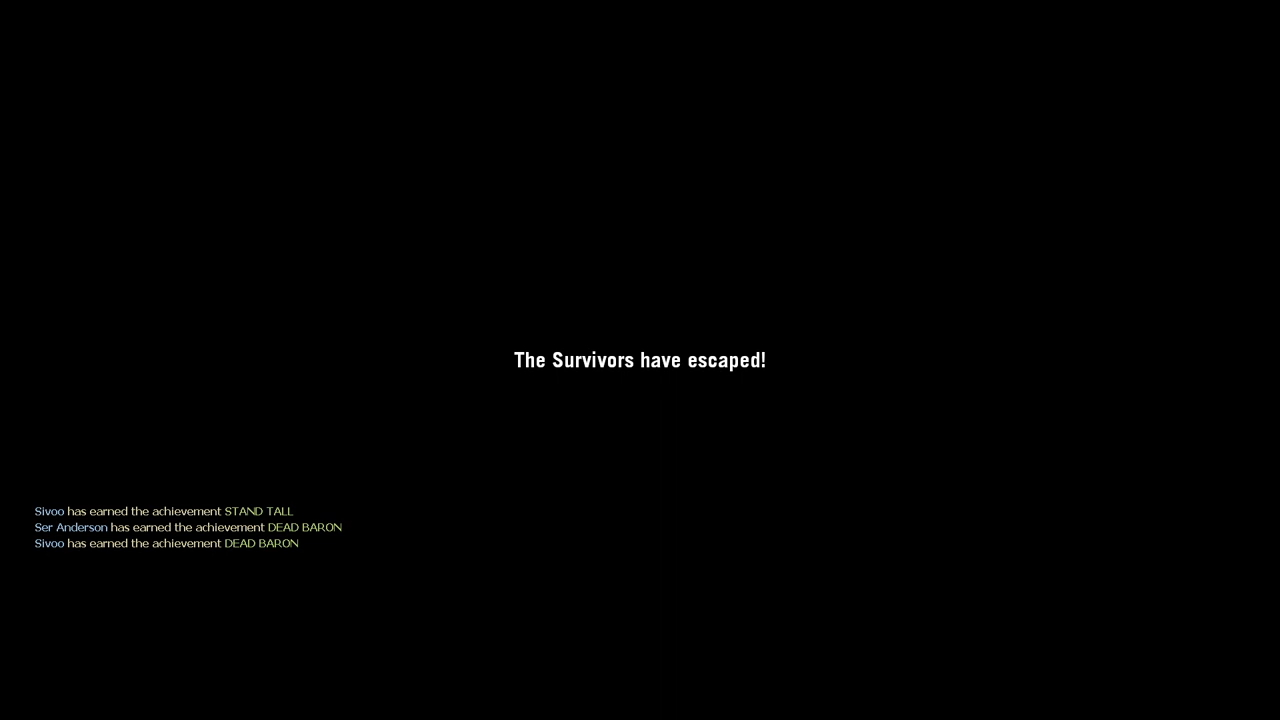 The Survivors have escaped!
Sivoo has earned the achievement STAND TALL
Ser Anderson has earned the achievement DEAD BARON
Sivoo has earned the achievement DEAD BARON